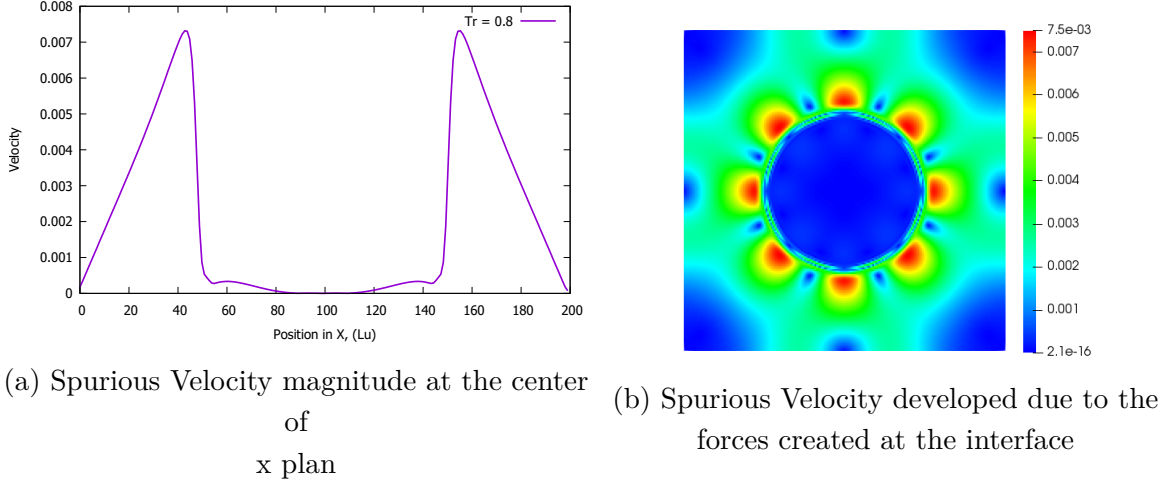 0.008
0.007
0.006
0.005
0.004
0.003
0.002
0.001
0
Velocity
Tr = 0.8
0 20 40 60 80 100 120 140 160 180 200
Position in X, (Lu)
(a) Spurious Velocity magnitude at the center
of
x plan
7.5e-03
0.007
0.006
0.005
0.004
0.003
0.002
0.001
2.1e-16
(b) Spurious Velocity developed due to the
forces created at the interface